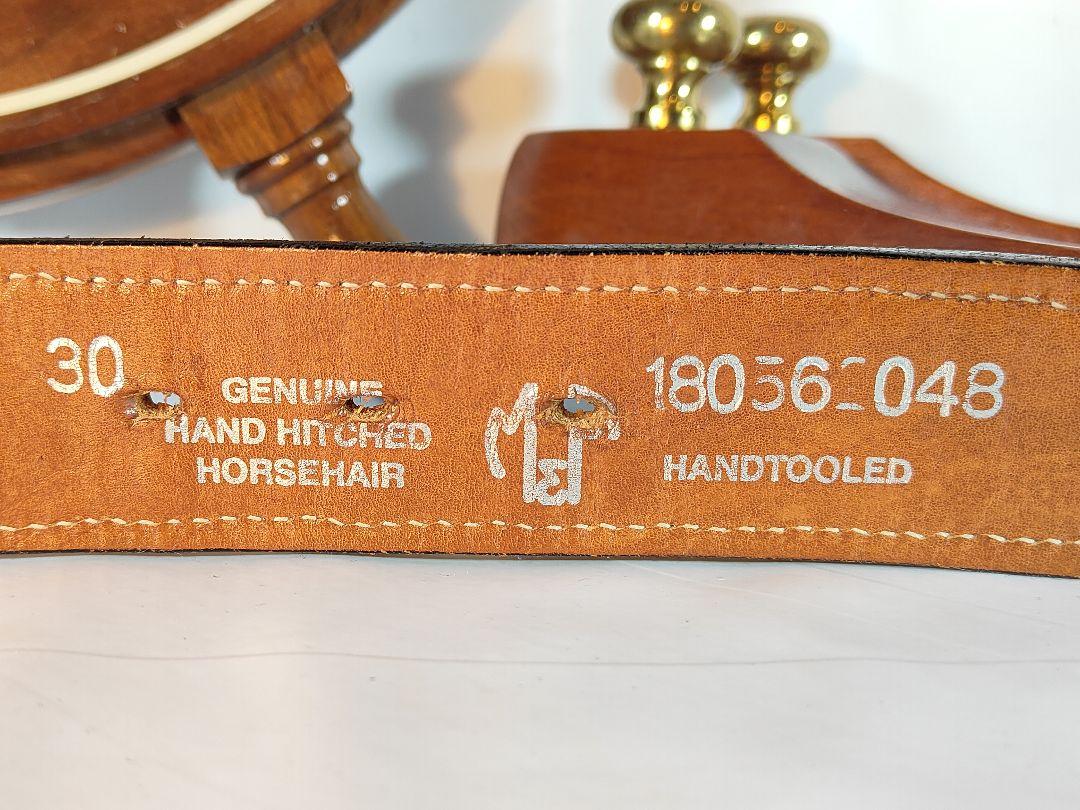 30
GENUINE
HAND HITCHED
HORSEHAIR
HANDTOOLED